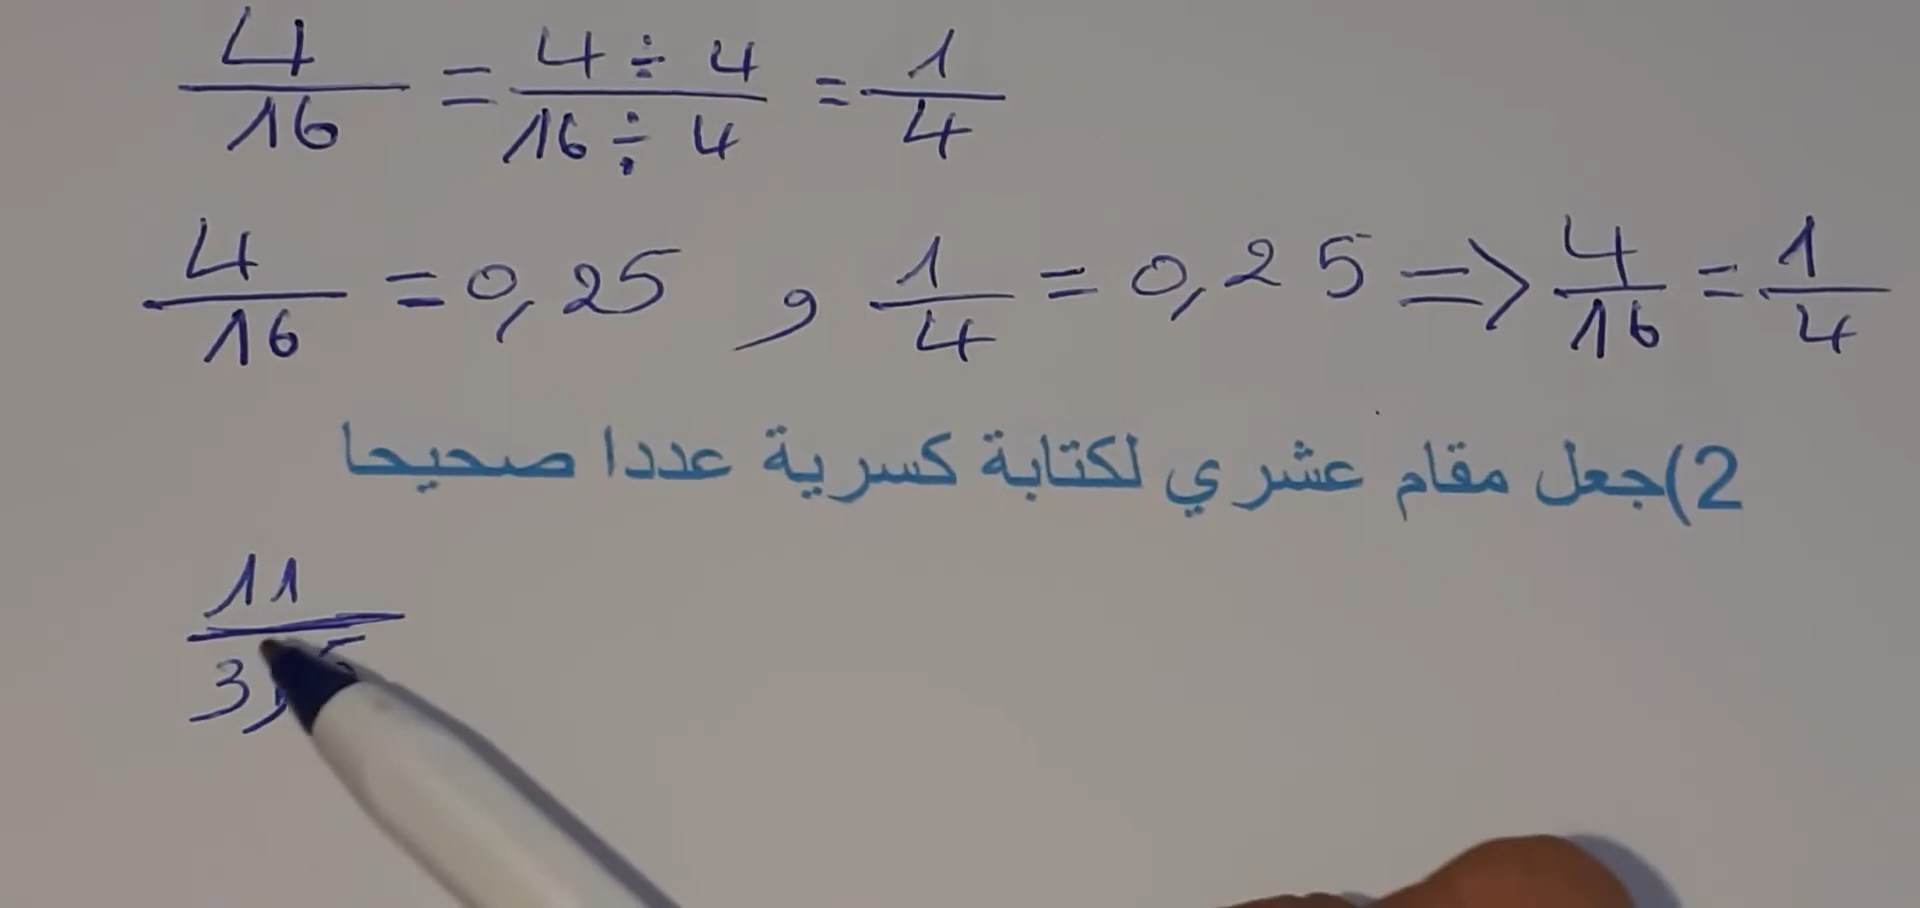 4/16 = 4 ÷ 4/16 ÷ 4 = 1/4
4/16 = 0,25 و 1/4 = 0,25 => 4/16 = 1/4
2)جعل مقام عشري لكتابة كسرية عددا صحيحا
11
3,